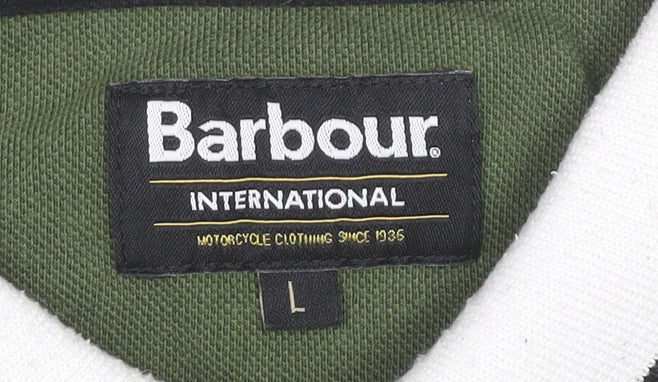 Barbour®
INTERNATIONAL
MOTORCYCLE CLOTHING SINCE 1936
L